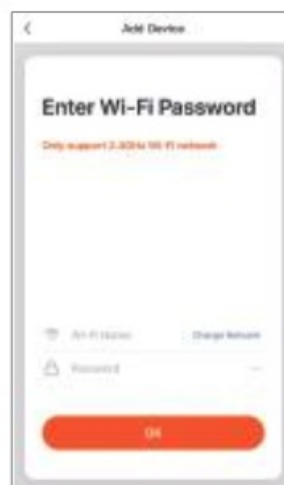 Add Device
Enter Wi-Fi Password
Only support 2.4GHz Wi-Fi network
Wi-Fi Name
Change Network
Password
OK